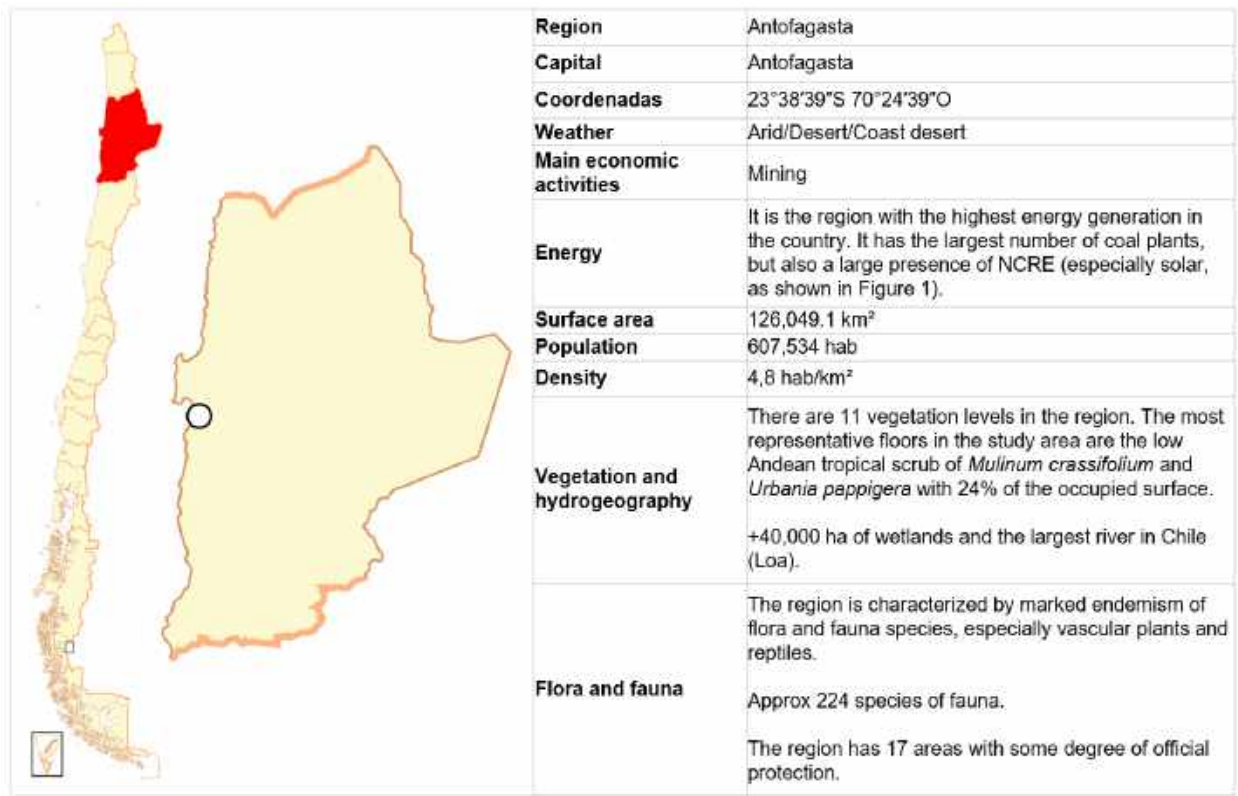 Region Antofagasta
Capital Antofagasta
Coordenadas 23°38'39"S 70°24'39"O
Weather Arid/Desert/Coast desert
Main economic
activities
Mining
Energy
It is the region with the highest energy generation in
the country. It has the largest number of coal plants,
but also a large presence of NCRE (especially solar,
as shown in Figure 1).
Surface area 126,049.1 km²
Population 607,534 hab
Density 4,8 hab/km²
Vegetation and
hydrogeography
There are 11 vegetation levels in the region. The most
representative floors in the study area are the low
Andean tropical scrub of Mulinum crassifolium and
Urbania pappigera with 24% of the occupied surface.
+40,000 ha of wetlands and the largest river in Chile
(Loa).
Flora and fauna
The region is characterized by marked endemism of
flora and fauna species, especially vascular plants and
reptiles.
Approx 224 species of fauna.
The region has 17 areas with some degree of official
protection.